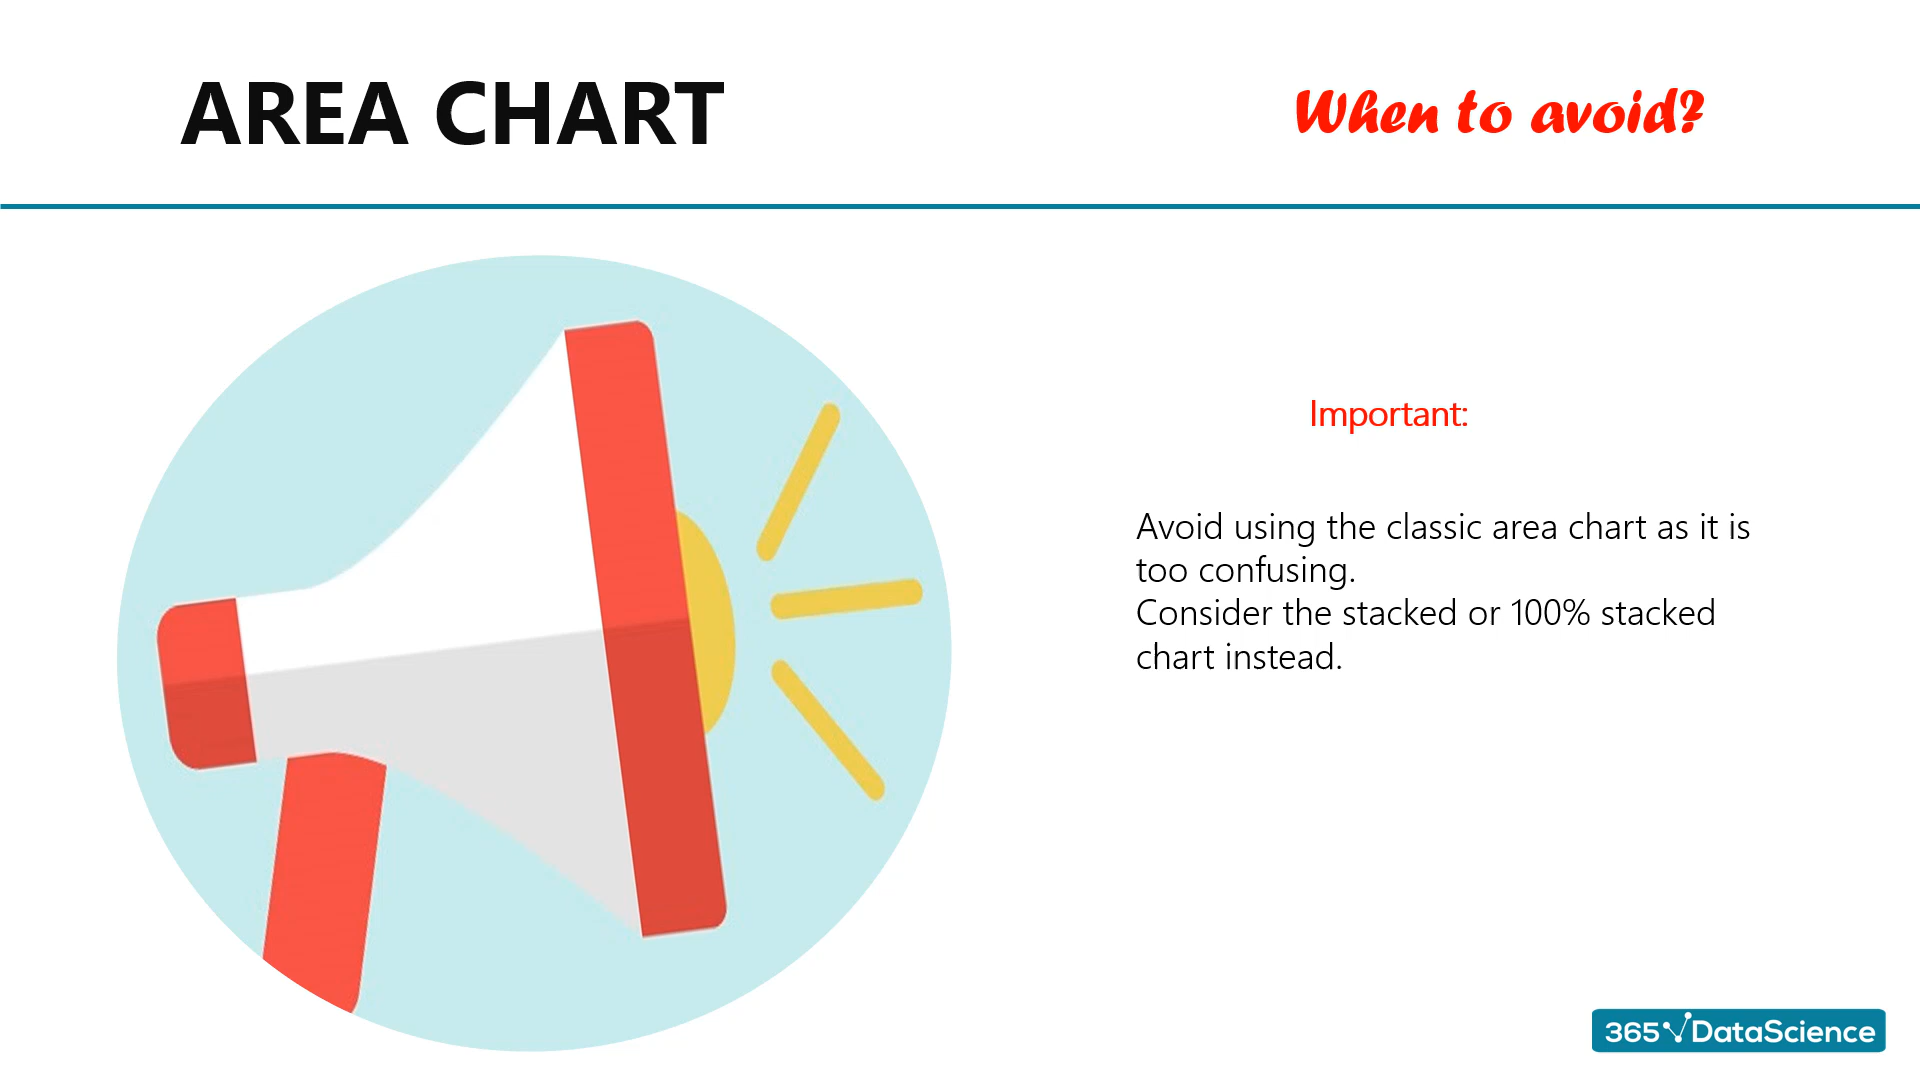 AREA CHART
When to avoid?
Important:
Avoid using the classic area chart as it is
too confusing.
Consider the stacked or 100% stacked
chart instead.
365 DataScience